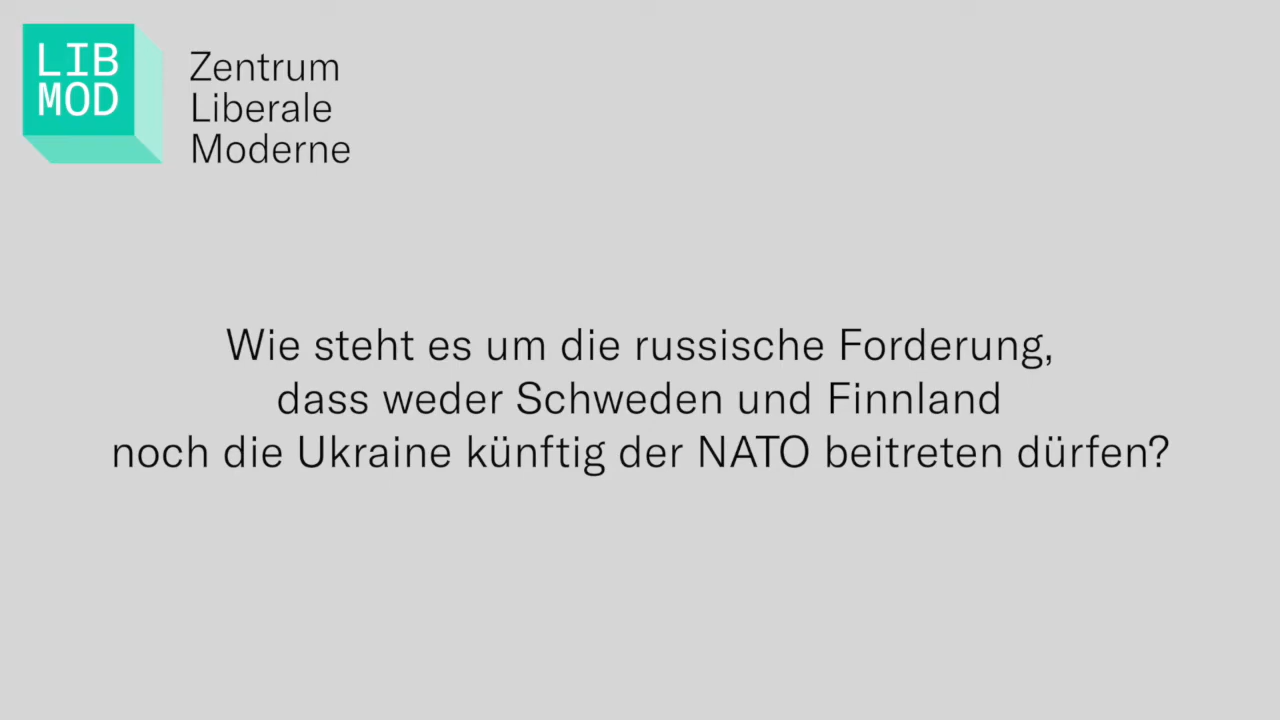 LIB
MOD
Zentrum
Liberale
Moderne
Wie steht es um die russische Forderung,
dass weder Schweden und Finnland
noch die Ukraine künftig der NATO beitreten dürfen?